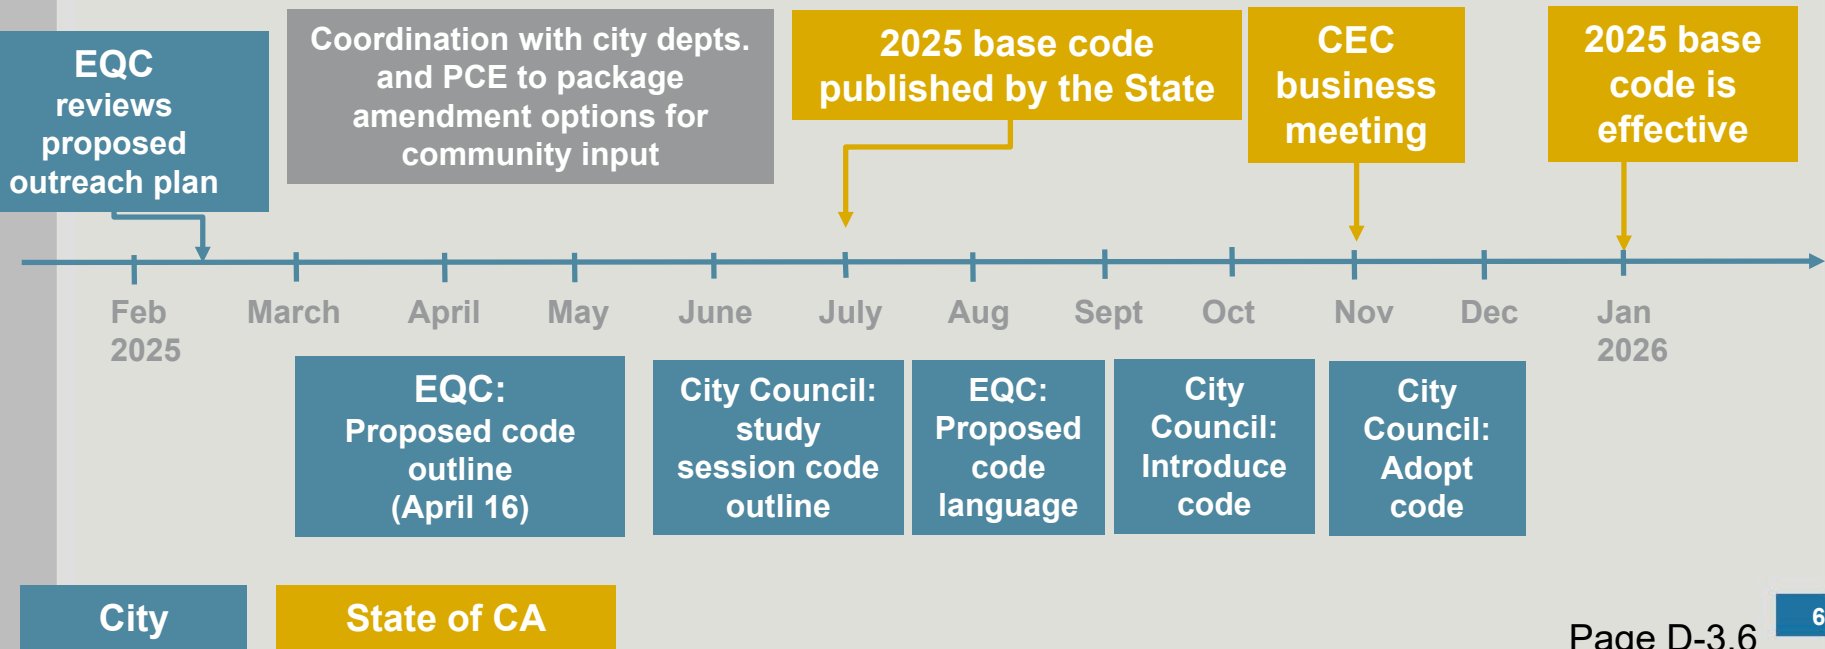 EQC
reviews
proposed
outreach plan
Coordination with city depts.
and PCE to package
amendment options for
community input
2025 base code
published by the State
CEC
business
meeting
2025 base
code is
effective
Feb
2025
March
April
May
June
July
Aug
Sept
Oct
Nov
Dec
Jan
2026
EQC:
Proposed code
outline
(April 16)
City Council:
study
session code
outline
EQC:
Proposed
code
language
City
Council:
Introduce
code
City
Council:
Adopt
code
City
State of CA
Page D-3.6
6